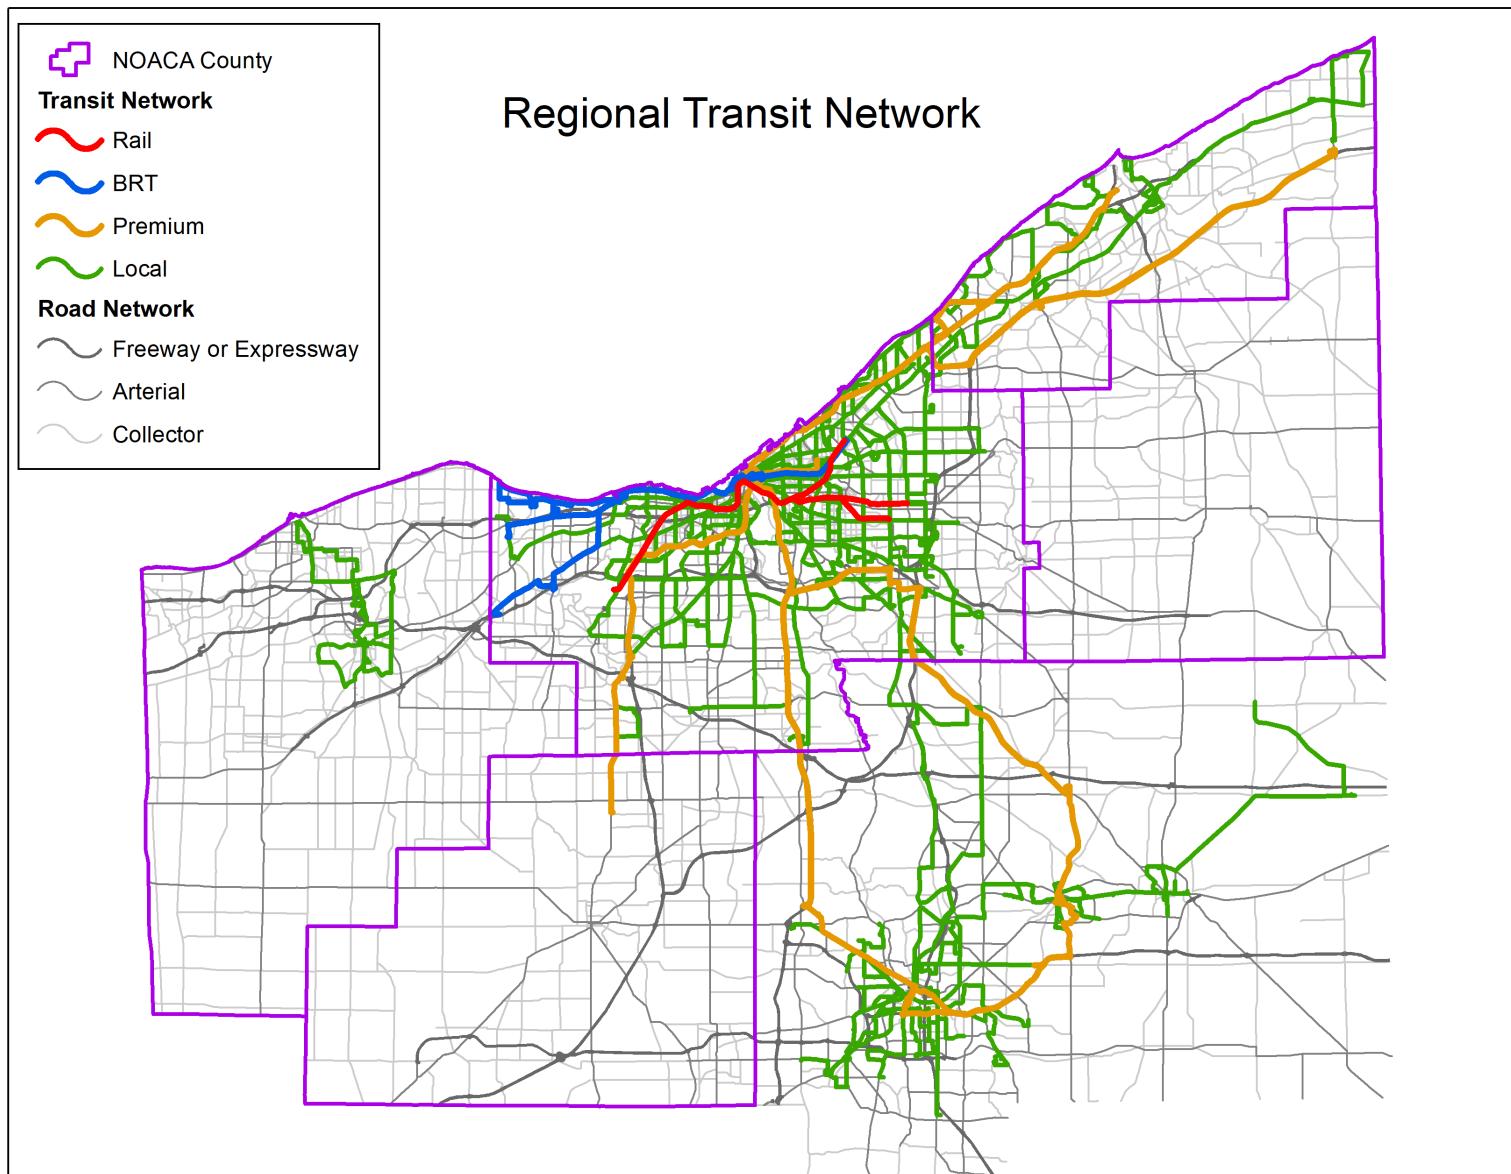 Regional Transit Network
NOACA County
Transit Network
Rail
BRT
Premium
Local
Road Network
Freeway or Expressway
Arterial
Collector